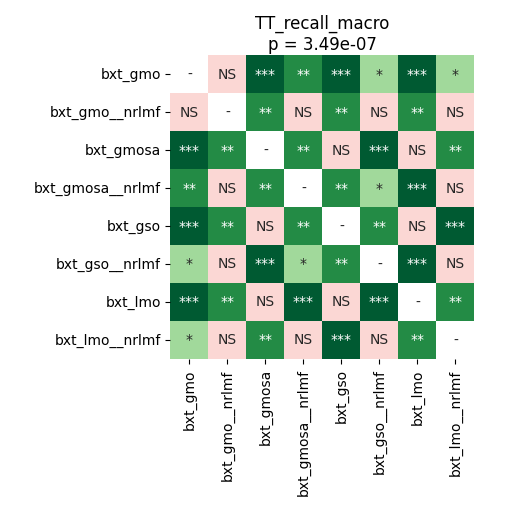 TT_recall_macro
p = 3.49e-07
bxt_gmo - NS *** ** *** * *** *
bxt_gmo__nrlmf NS - ** NS ** NS ** NS
bxt_gmosa *** ** - ** NS *** NS **
bxt_gmosa__nrlmf ** NS ** - ** * *** NS
bxt_gso *** ** NS ** - ** NS ***
bxt_gso__nrlmf * NS *** * ** - *** NS
bxt_lmo *** ** NS *** NS *** - **
bxt_lmo__nrlmf * NS ** NS *** NS ** -
bxt_gmo
bxt_gmo__nrlmf
bxt_gmosa
bxt_gmosa__nrlmf
bxt_gso
bxt_gso__nrlmf
bxt_lmo
bxt_lmo__nrlmf